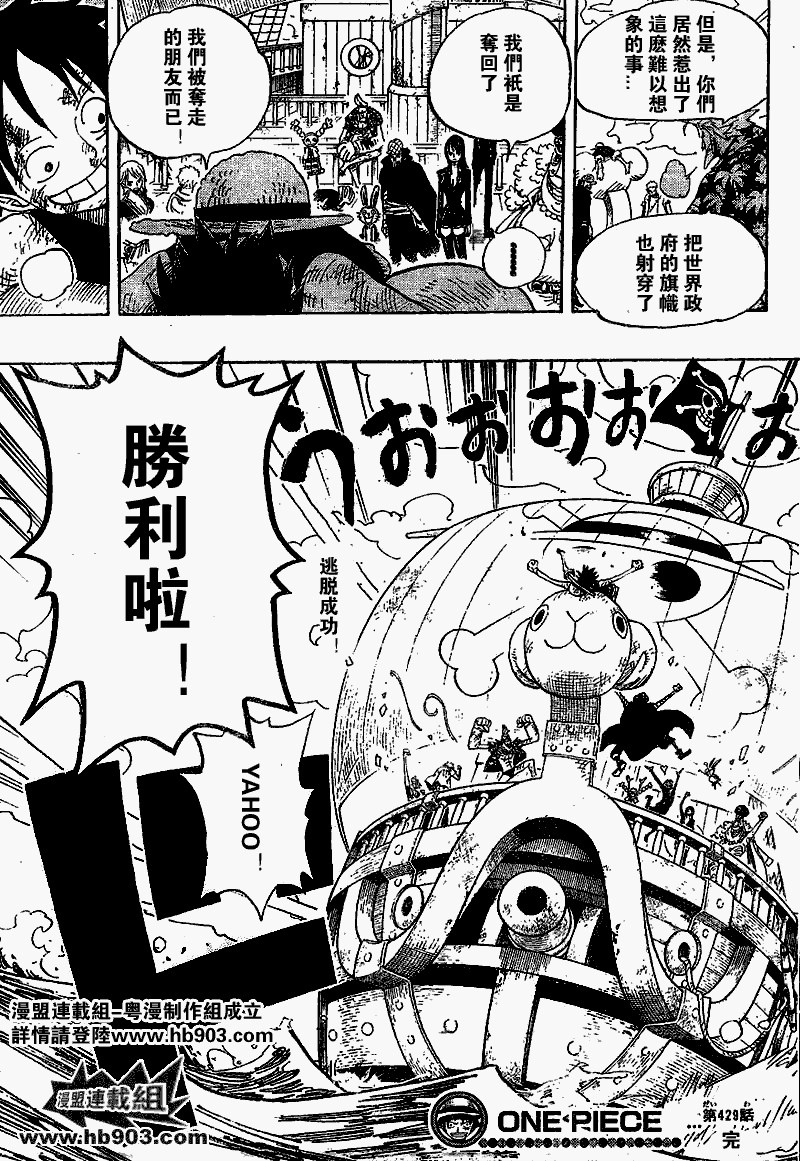 但是，你們
居然惹出了
這麼難以想
象的事…
把世界政
府的旗幟
也射穿了
我們衹是
奪回了
……
我們被奪走
的朋友而已！
うおおおおお
勝利啦！
逃脱成功！
YAHOO—！
漫盟連載組-粤漫制作組成立
詳情請登陸www.hb903.com
漫盟連載組
www.hb903.com
ONE PIECE
…第429話
だい わ
完